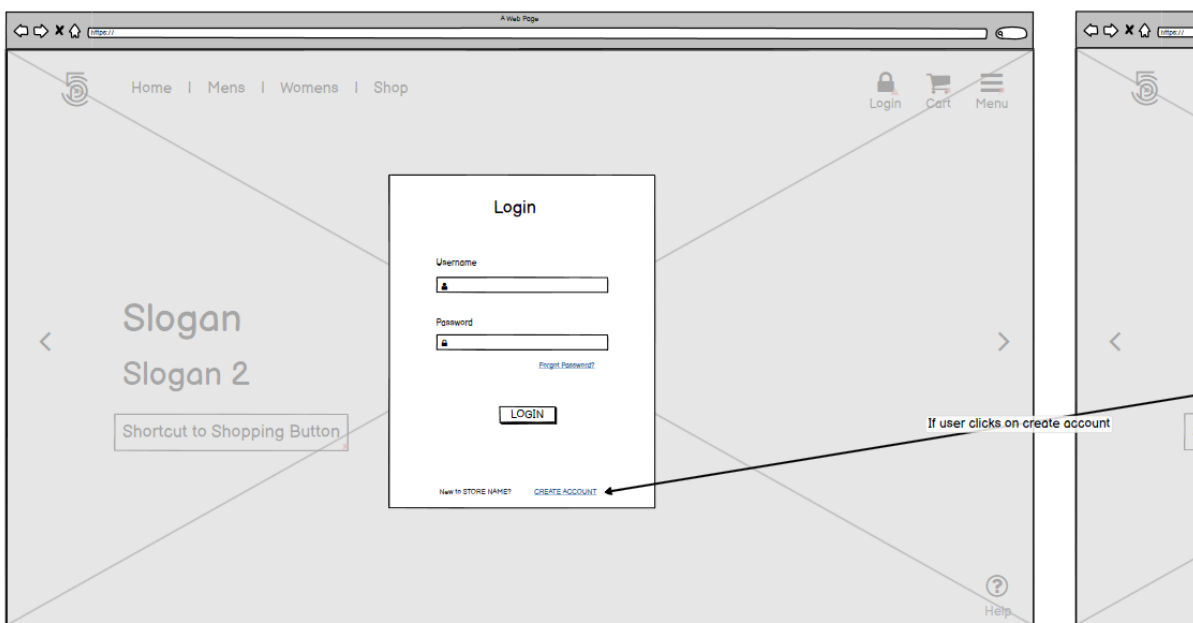 A Web Page
https://
https://
Home | Mens | Womens | Shop
Login
Cart
Menu
Login
Username
Password
Forgot Password?
LOGIN
New to STORE NAME?
CREATE ACCOUNT
Slogan
Slogan 2
Shortcut to Shopping Button
If user clicks on create account
Help